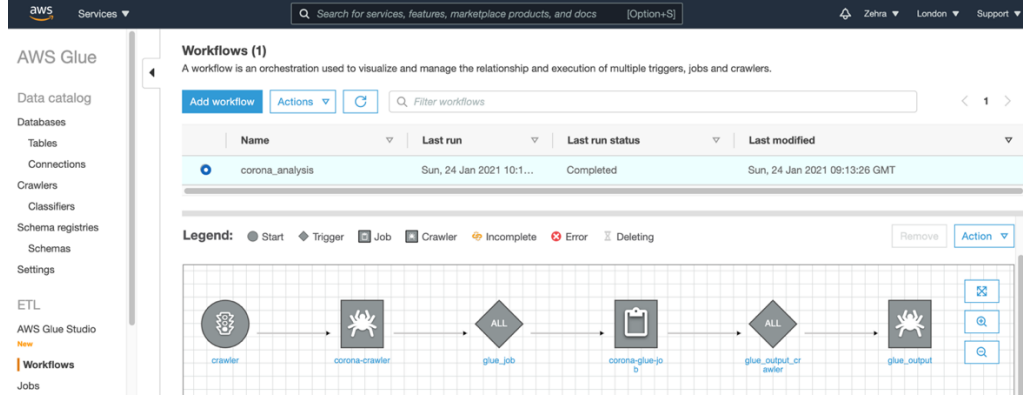 aws Services ▼ Search for services, features, marketplace products, and docs [Option+S] Zehra ▼ London ▼ Support ▼
AWS Glue
Data catalog
Databases
Tables
Connections
Crawlers
Classifiers
Schema registries
Schemas
Settings
ETL
AWS Glue Studio
New
Workflows
Jobs
Workflows (1)
A workflow is an orchestration used to visualize and manage the relationship and execution of multiple triggers, jobs and crawlers.
Add workflow Actions Filter workflows 1
Name Last run Last run status Last modified
corona_analysis Sun, 24 Jan 2021 10:1... Completed Sun, 24 Jan 2021 09:13:26 GMT
Legend: Start Trigger Job Crawler Incomplete Error Deleting Remove Action
ALL ALL
crawler corona-crawler glue_job corona-glue-jo glue_output_cr glue_output
b awler